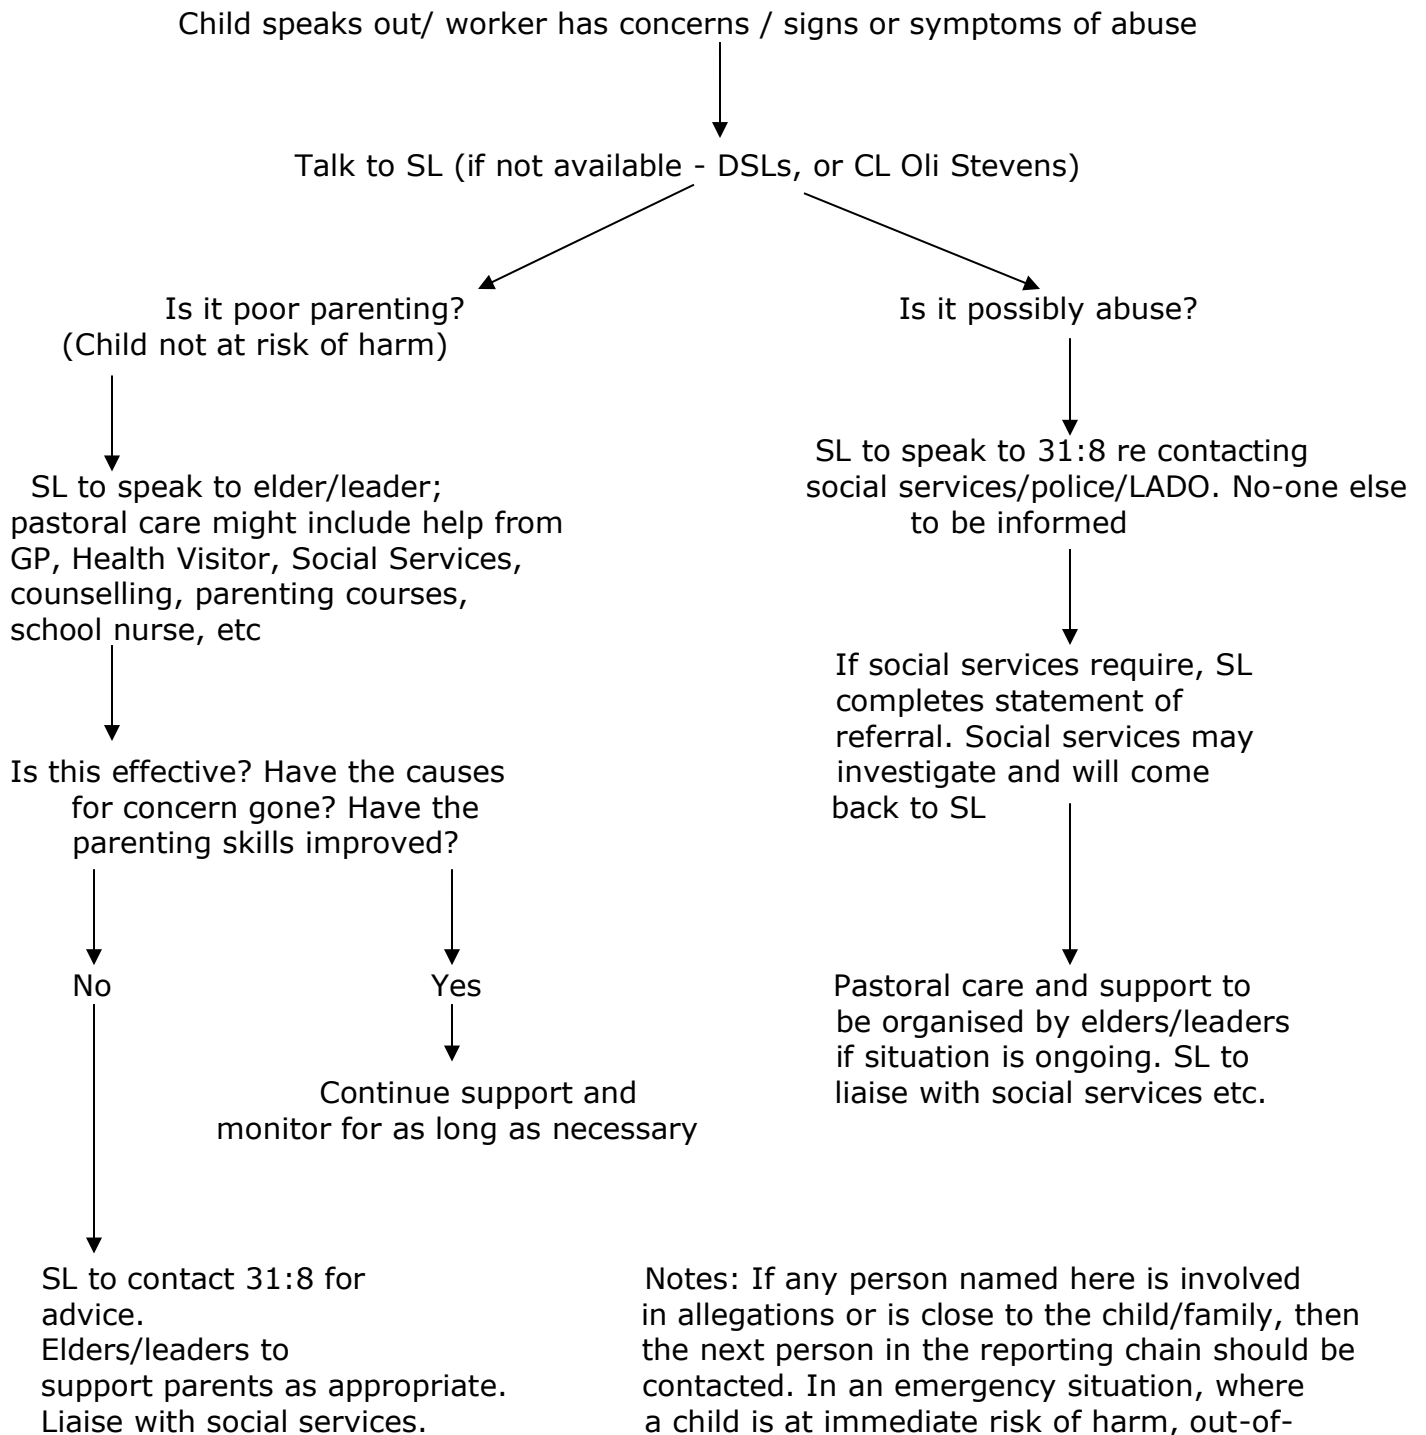 Child speaks out/ worker has concerns / signs or symptoms of abuse
Talk to SL (if not available - DSLs, or CL Oli Stevens)
Is it poor parenting?
(Child not at risk of harm)
SL to speak to elder/leader;
pastoral care might include help from
GP, Health Visitor, Social Services,
counselling, parenting courses,
school nurse, etc
Is this effective? Have the causes
for concern gone? Have the
parenting skills improved?
No
Yes
Continue support and
monitor for as long as necessary
SL to contact 31:8 for
advice.
Elders/leaders to
support parents as appropriate.
Liaise with social services.
Is it possibly abuse?
SL to speak to 31:8 re contacting
social services/police/LADO. No-one else
to be informed
If social services require, SL
completes statement of
referral. Social services may
investigate and will come
back to SL
Pastoral care and support to
be organised by elders/leaders
if situation is ongoing. SL to
liaise with social services etc.
Notes: If any person named here is involved
in allegations or is close to the child/family, then
the next person in the reporting chain should be
contacted. In an emergency situation, where
a child is at immediate risk of harm, out-of-